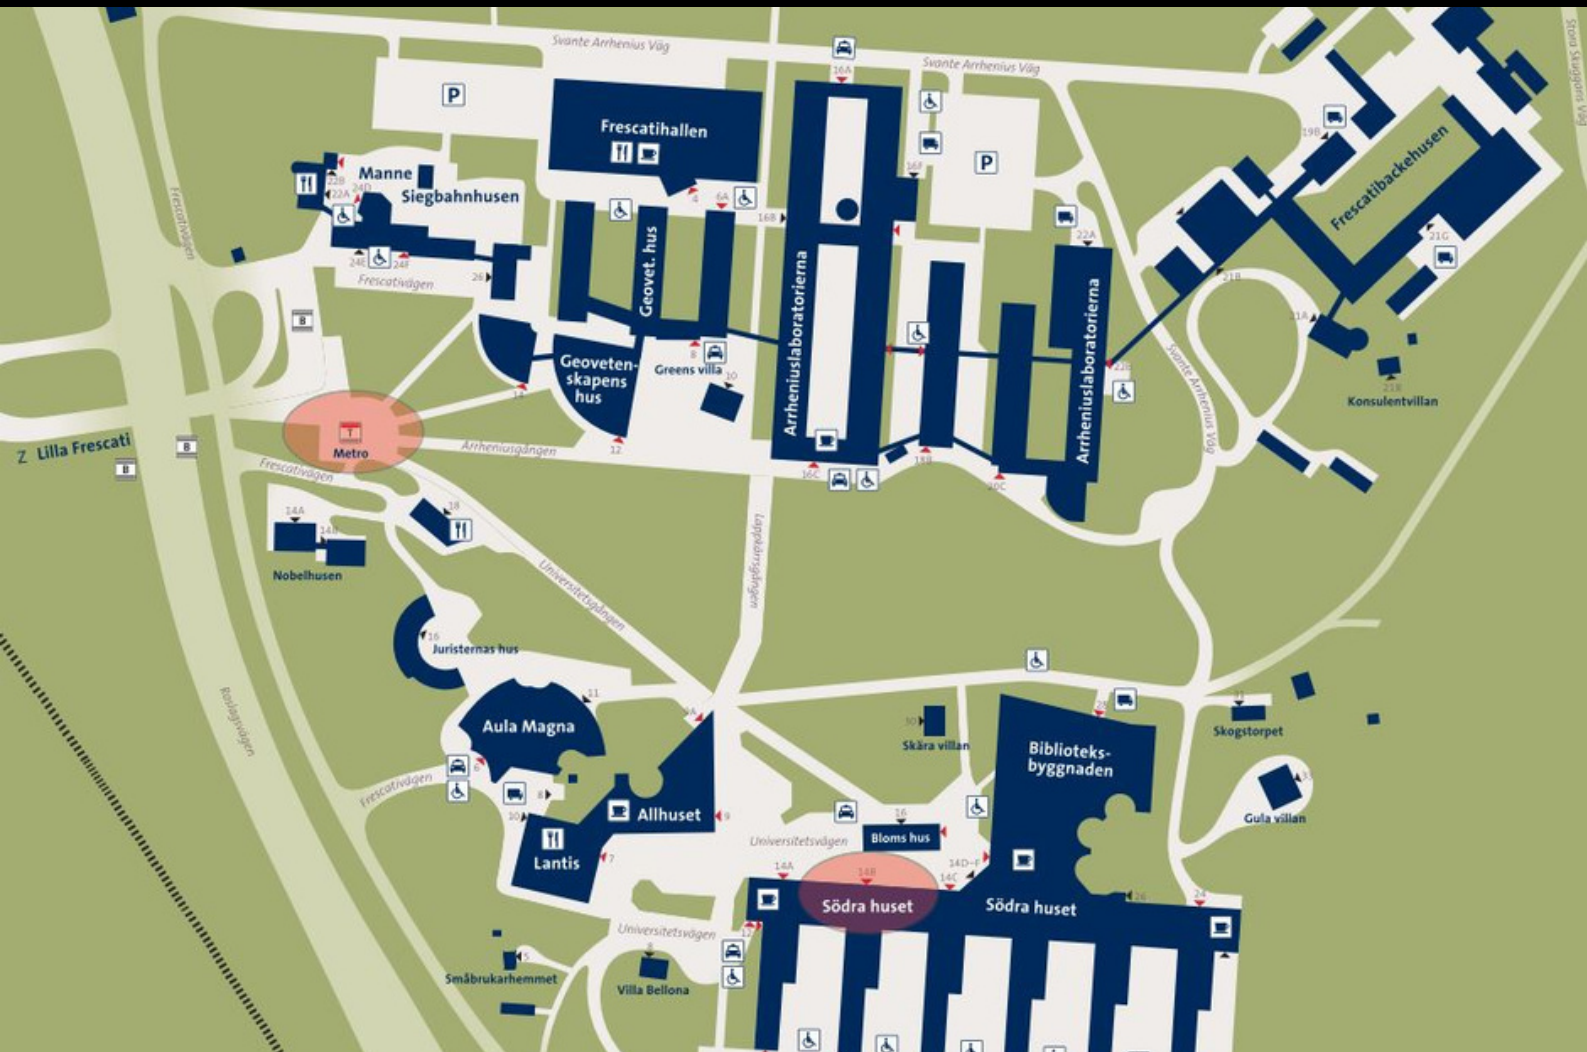 Svante Arrhenius Väg
Svante Arrhenius Väg
Stora Skuggans Väg
16A
P
Frescatihallen
16F
P
19B
Frescatibackehusen
Manne
Siegbahnhusen
22B
22A
24D
4
6A
16B
22A
21G
Frescativägen
24E
24F
Frescativägen
26
Geovet. hus
Arrheniuslaboratorierna
Arrheniuslaboratorierna
21B
21A
B
Geoveten-
skapens
hus
8
Greens villa
10
22B
Svante Arrhenius Väg
Konsulentvillan
T
Metro
14
12
Arrheniusgången
Z Lilla Frescati
B
B
Frescativägen
16C
18B
20C
14A
14B
18
Nobelhusen
Universitetsgången
Lappkärrsgången
16
Juristernas hus
Roslagsvägen
11
Aula Magna
6
8
10
Frescativägen
Allhuset
9
Lantis
7
30
Skära villan
28
Biblioteks-
byggnaden
31
Skogstorpet
Gula villan
Universitetsvägen
16
Bloms hus
14A
14B
14C
14D-F
Södra huset
Södra huset
26
24
12
Universitetsvägen
5
Småbrukarhemmet
8
Villa Bellona